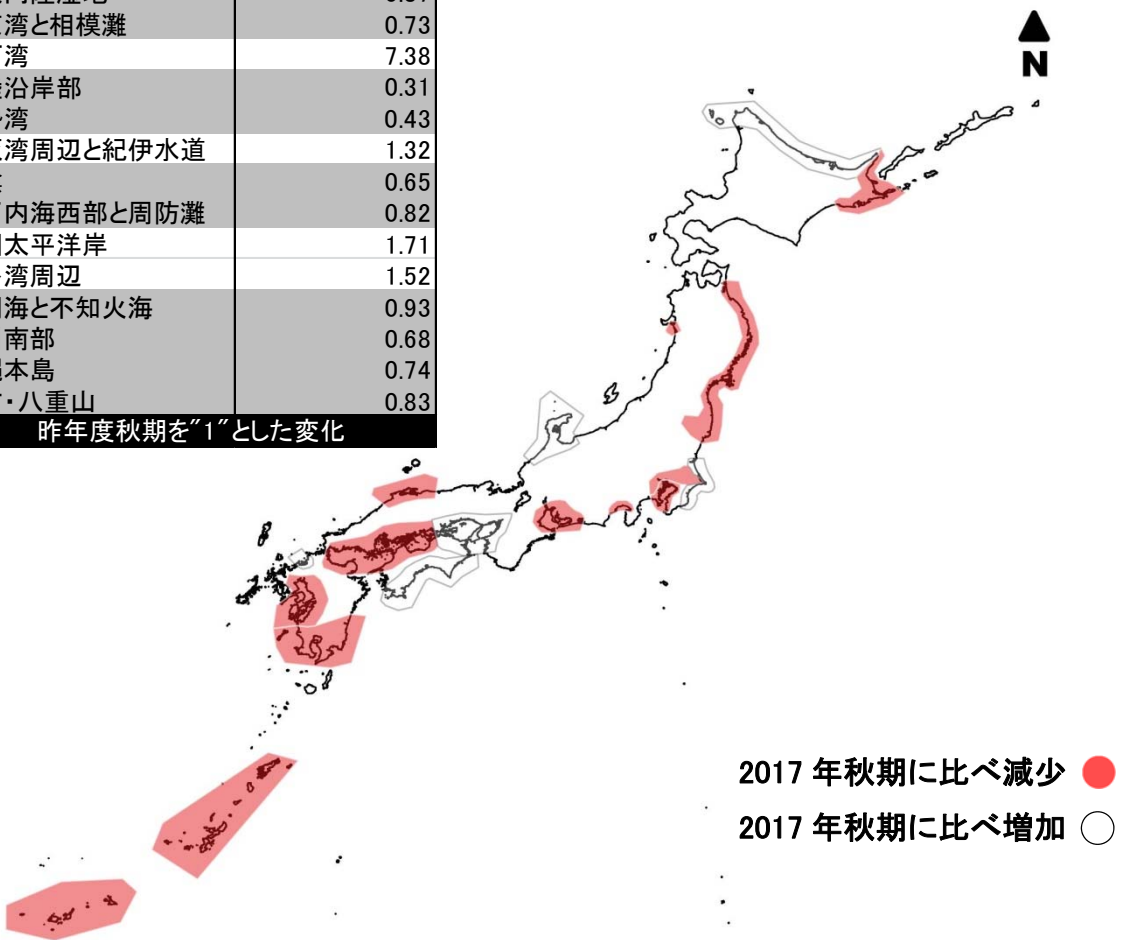 0.73
湾と相模灘
湾
7.38
沿岸部
0.31
湾
0.43
湾周辺と紀伊水道
1.32
0.65
内海西部と周防灘
0.82
太平洋岸
1.71
湾周辺
1.52
海と不知火海
0.93
南部
0.68
本島
0.74
・八重山
0.83
昨年度秋期を"1"とした変化
N
2017 年秋期に比べ減少
2017 年秋期に比べ増加